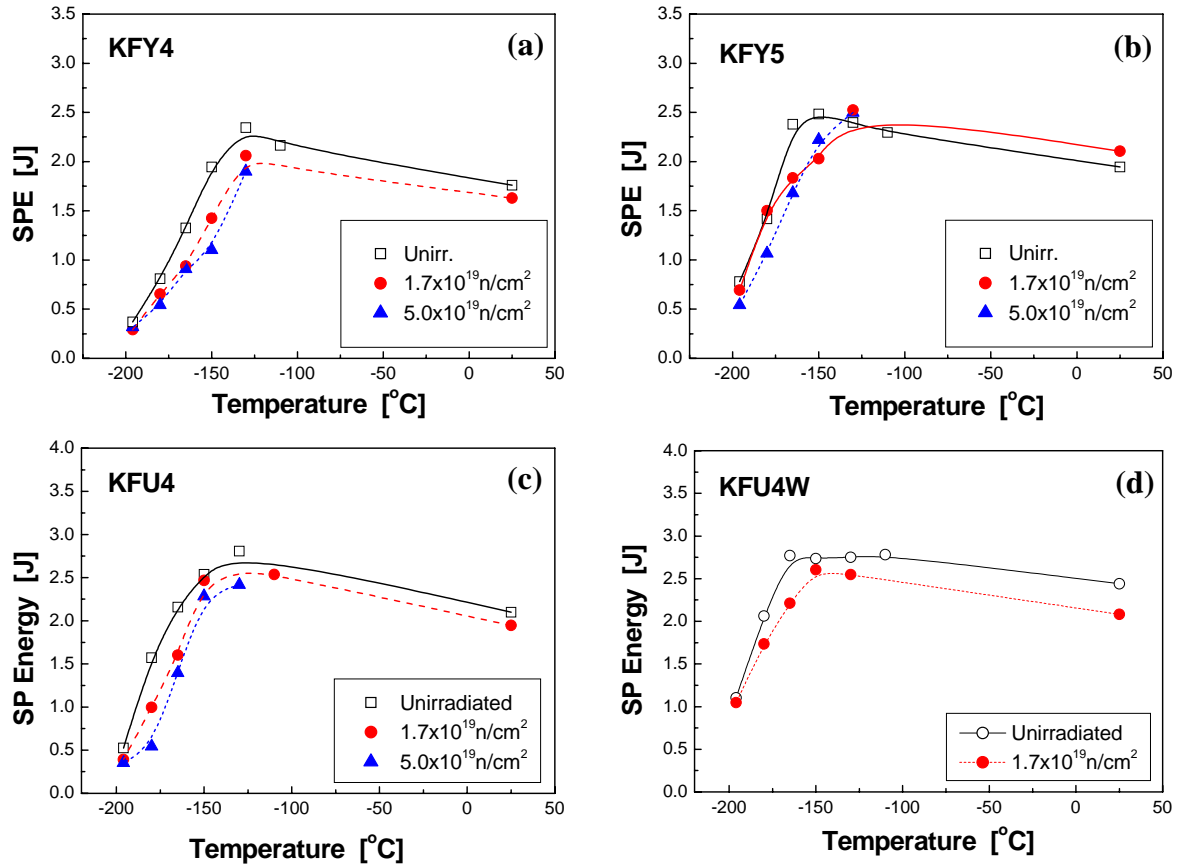 KFY4
(a)
SPE [J]
3.5
3.0
2.5
2.0
1.5
1.0
0.5
0.0
-200 -150 -100 -50 0 50
Temperature [°C]
Unirr.
1.7x10¹⁹n/cm²
5.0x10¹⁹n/cm²
KFY5
(b)
SPE [J]
3.5
3.0
2.5
2.0
1.5
1.0
0.5
0.0
-200 -150 -100 -50 0 50
Temperature [°C]
Unirr.
1.7x10¹⁹n/cm²
5.0x10¹⁹n/cm²
KFU4
(c)
SP Energy [J]
4.0
3.5
3.0
2.5
2.0
1.5
1.0
0.5
0.0
-200 -150 -100 -50 0 50
Temperature [°C]
Unirradiated
1.7x10¹⁹n/cm²
5.0x10¹⁹n/cm²
KFU4W
(d)
SP Energy [J]
4.0
3.5
3.0
2.5
2.0
1.5
1.0
0.5
0.0
-200 -150 -100 -50 0 50
Temperature [°C]
Unirradiated
1.7x10¹⁹n/cm²